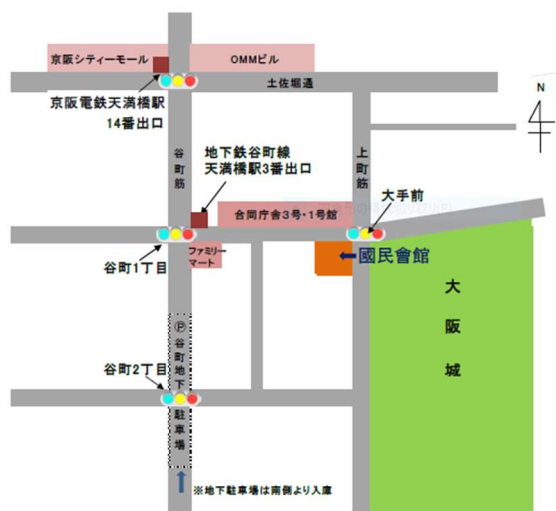 京阪シティーモール
OMMビル
土佐堀通
N
京阪電鉄天満橋駅
14番出口
谷町筋
地下鉄谷町線
天満橋駅3番出口
上町筋
大手前
合同庁舎3号・1号館
谷町1丁目
ファミリー
マート
←國民會館
大阪城
谷町2丁目
Ⓟ谷町地下駐車場
※地下駐車場は南側より入庫